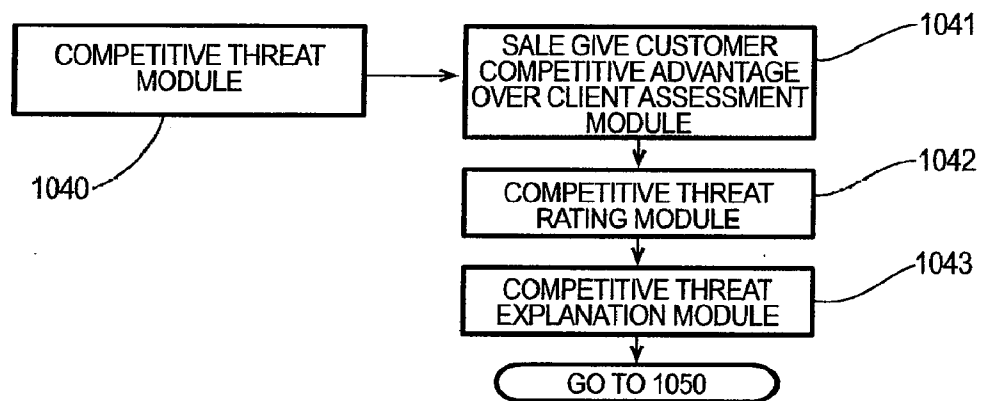 COMPETITIVE THREAT
MODULE
1040
SALE GIVE CUSTOMER
COMPETITIVE ADVANTAGE
OVER CLIENT ASSESSMENT
MODULE
1041
COMPETITIVE THREAT
RATING MODULE
1042
COMPETITIVE THREAT
EXPLANATION MODULE
1043
GO TO 1050